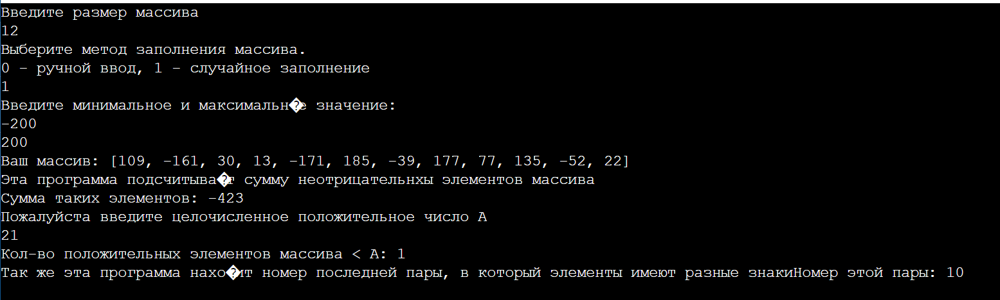 Введите размер массива
12
Выберите метод заполнения массива.
0 - ручной ввод, 1 - случайное заполнение
1
Введите минимальное и максимальн�е значение:
-200
200
Ваш массив: [109, -161, 30, 13, -171, 185, -39, 177, 77, 135, -52, 22]
Эта программа подсчитыва�т сумму неотрицательнхы элементов массива
Сумма таких элементов: -423
Пожалуйста введите целочисленное положительное число А
21
Кол-во положительных элементов массива < А: 1
Так же эта программа нахо�ит номер последней пары, в который элементы имеют разные знакиНомер этой пары: 10